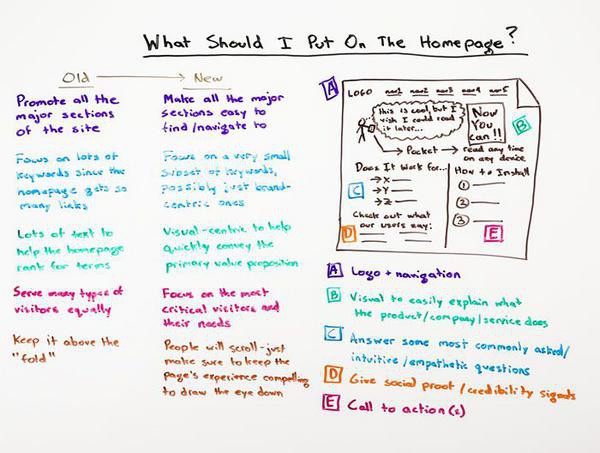 What Should I Put On The Homepage?
Old → New
Promote all the
major sections
of the site
Make all the major
sections easy to
find/navigate to
Focus on lots of
keywords since the
homepage gets so
many links
Focus on a very small
subset of keywords,
possibly just brand-
centric ones
Lots of text to
help the homepage
rank for terms
Visual-centric to help
quickly convey the
primary value proposition
Serve many types of
visitors equally
Focus on the most
critical visitors and
their needs
Keep it above the
"fold"
People will scroll-just
make sure to keep the
page's experience compelling
to draw the eye down
A
LOGO nav1 nav2 nav3 nav4 nav5
This is cool, but I
wish I could read
it later...
Now
You
can!!
B
→ Pocket → read any time
on any device
Does It Work for...
→X
→Y
→Z
C
How to Install
1
2
3
Check out what
our users say:
D
E
A Logo + navigation
B Visual to easily explain what
the product/company/service does
C Answer some most commonly asked/
intuitive/empathetic questions
D Give social proof/credibility signals
E Call to action(s)